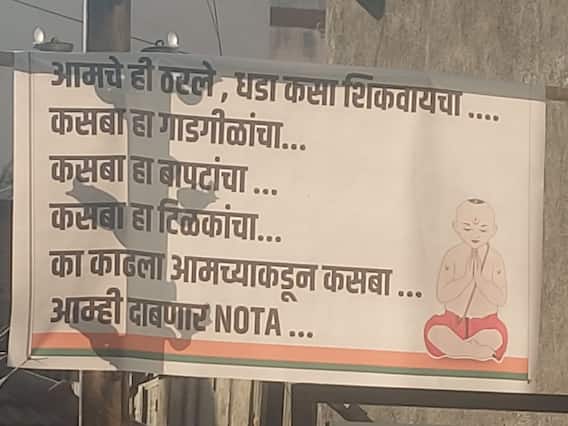 आमचे ही ठरले , धडा कसा शिकवायचा ....
कसबा हा गाडगीळांचा...
कसबा हा बापटांचा ...
कसबा हा टिळकांचा...
का काढला आमच्याकडून कसबा ...
आम्ही दाबणार NOTA ...